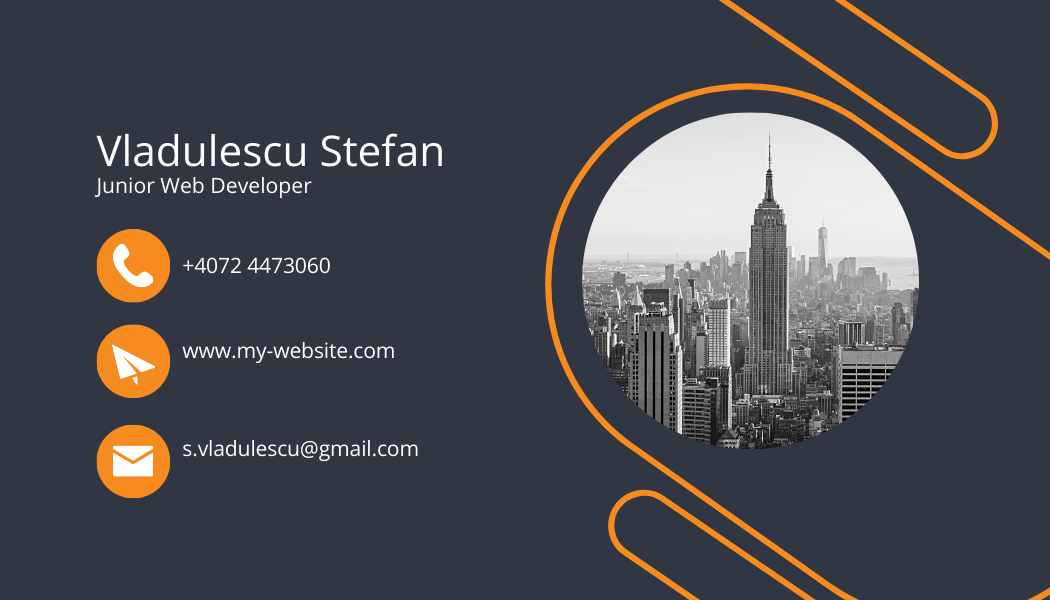 Vladulescu Stefan
Junior Web Developer
+4072 4473060
www.my-website.com
s.vladulescu@gmail.com